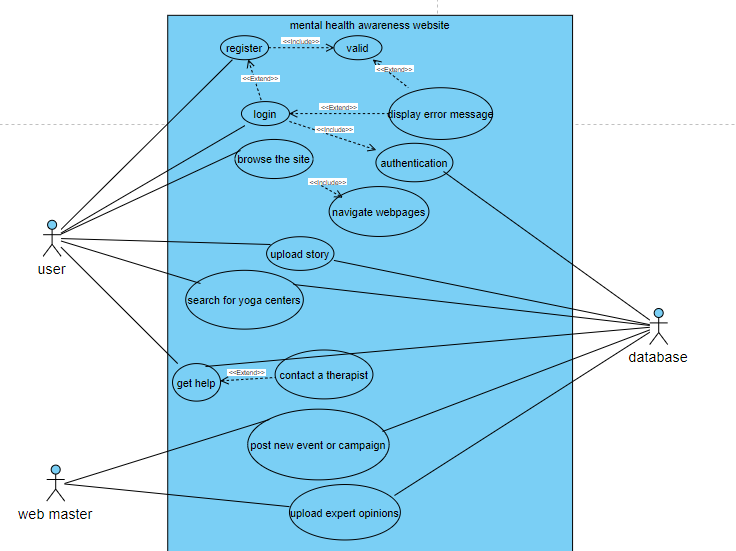 mental health awareness website
register
<<Include>>
valid
<<Extend>>
<<Extend>>
login
<<Extend>>
display error message
<<Include>>
browse the site
authentication
<<Include>>
navigate webpages
user
upload story
search for yoga centers
database
get help
<<Extend>>
contact a therapist
post new event or campaign
web master
upload expert opinions